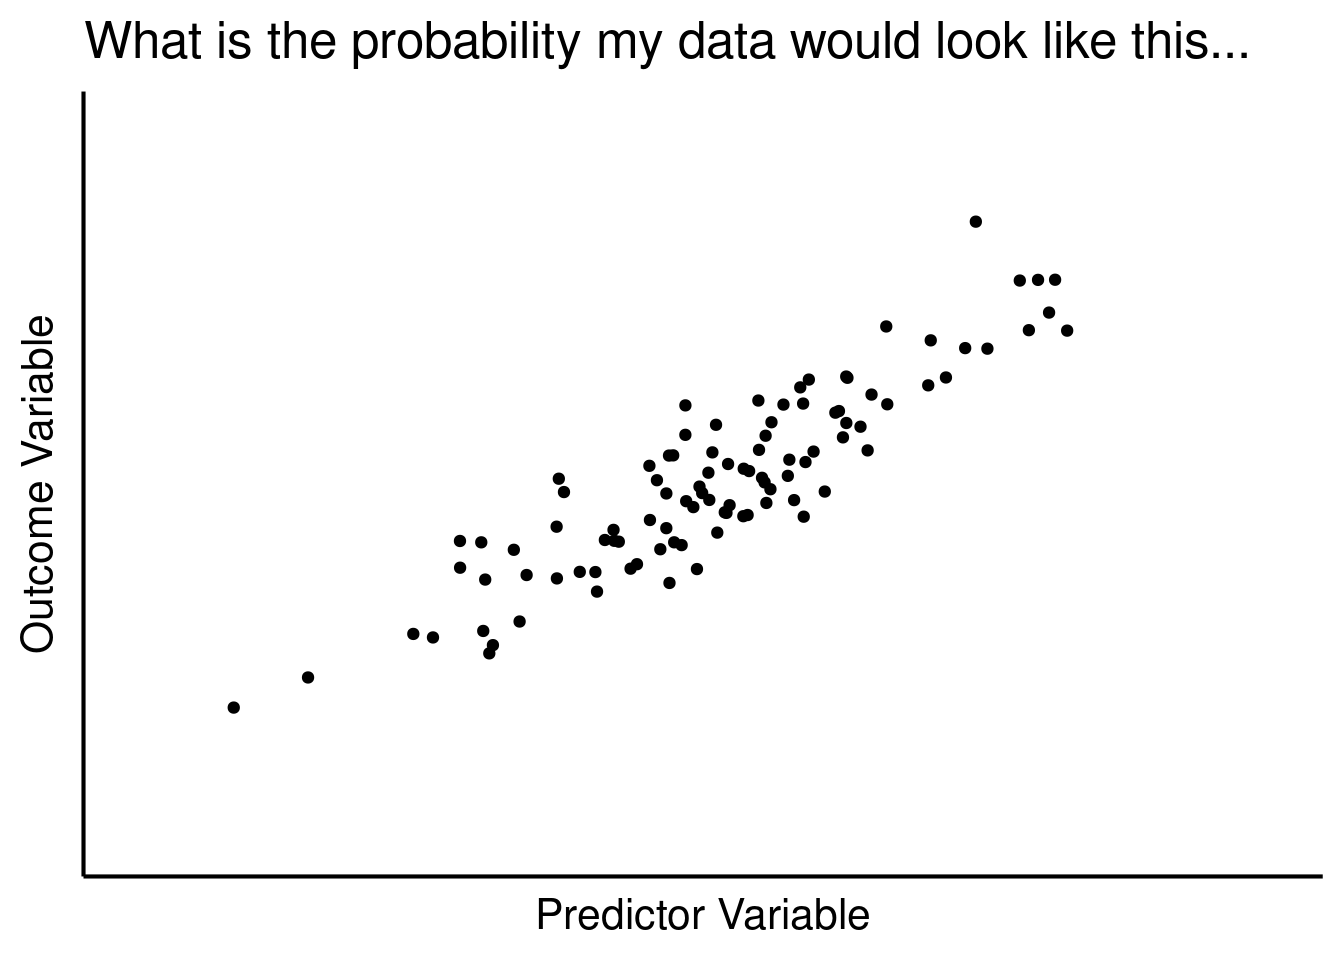 What is the probability my data would look like this...
Outcome Variable
Predictor Variable